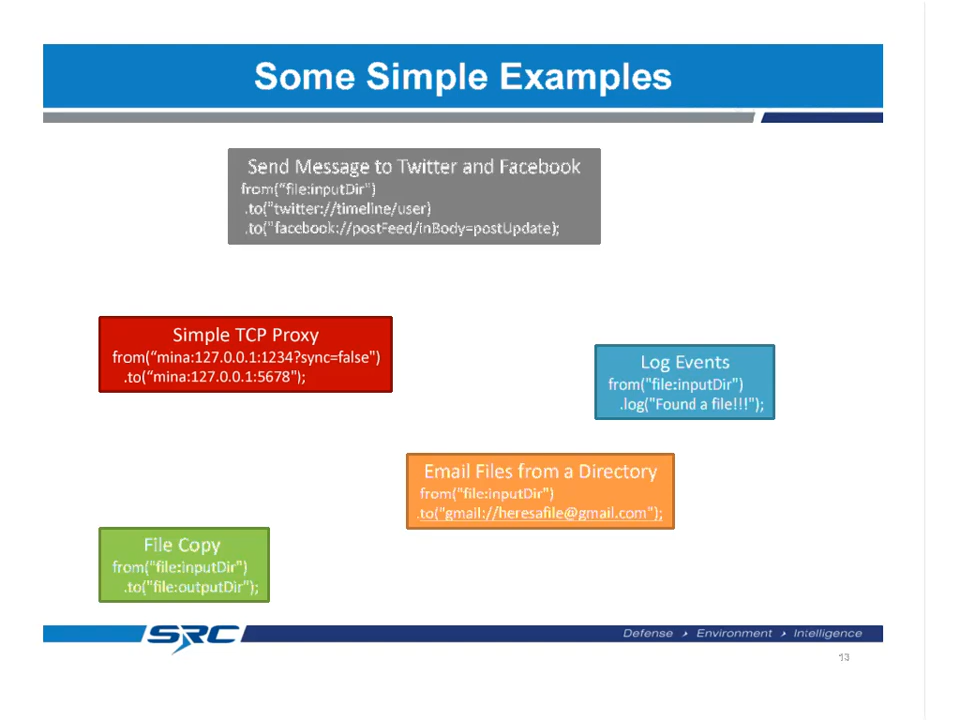 Some Simple Examples
Send Message to Twitter and Facebook
from(“file:inputDir")
.to("twitter://timeline/user)
.to("facebook://postFeed/inBody=postUpdate);
Simple TCP Proxy
from(“mina:127.0.0.1:1234?sync=false")
.to(“mina:127.0.0.1:5678");
Log Events
from("file:inputDir")
.log("Found a file!!!");
Email Files from a Directory
from("file:inputDir")
.to("gmail://heresafile@gmail.com");
File Copy
from("file:inputDir")
.to("file:outputDir");
SRC
Defense Environment Intelligence
13